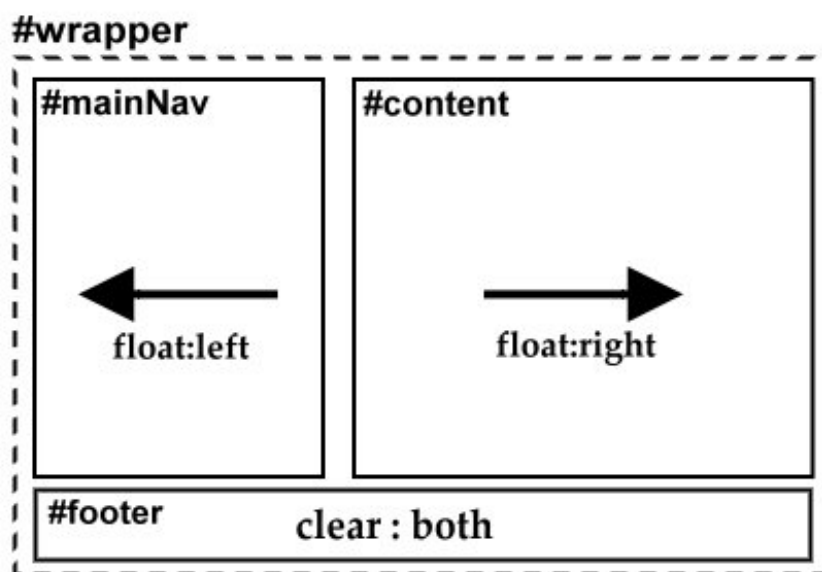 #wrapper
#mainNav
#content
float:left
float:right
#footer
clear : both